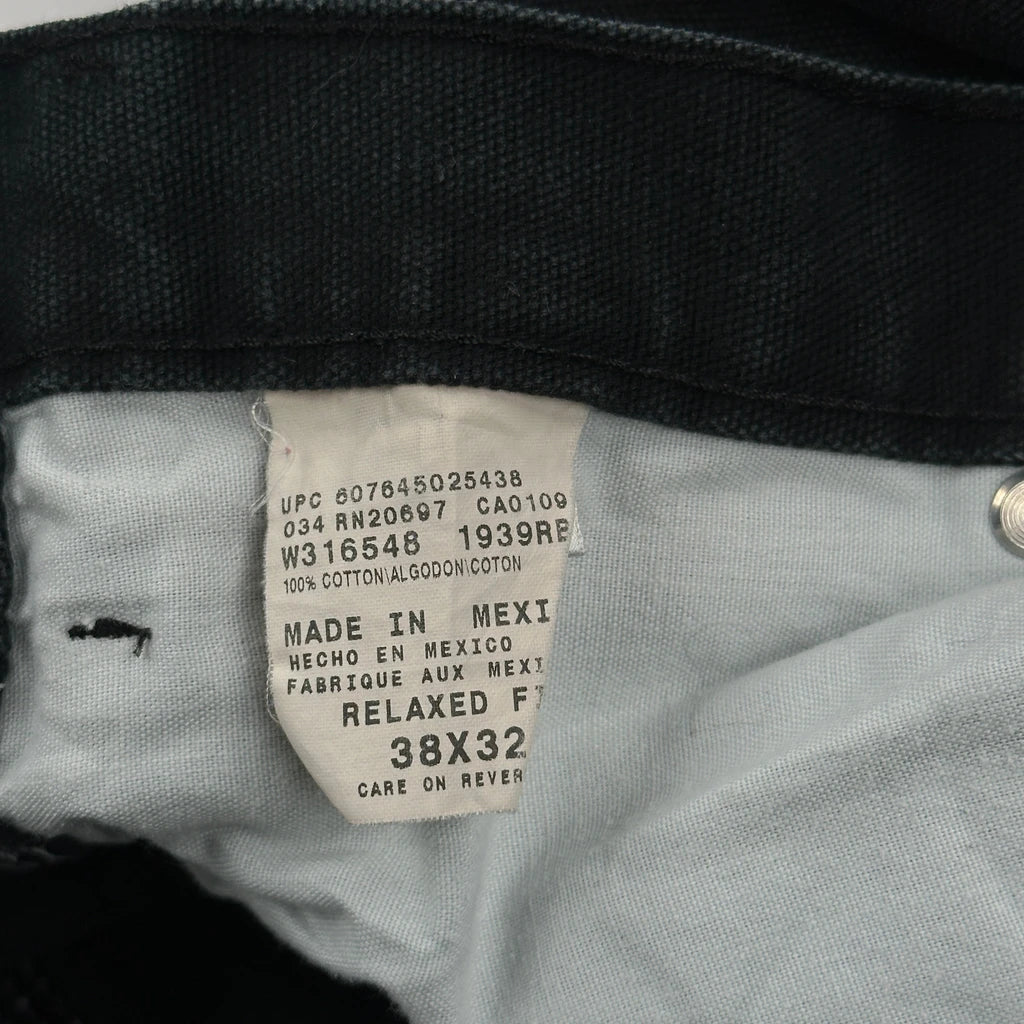 UPC 607645025438
034 RN20697 CA0109
W316548 1939RB
100% COTTON\ALGODON\COTON
MADE IN MEXI
HECHO EN MEXICO
FABRIQUE AUX MEXI
RELAXED FI
38X32
CARE ON REVER